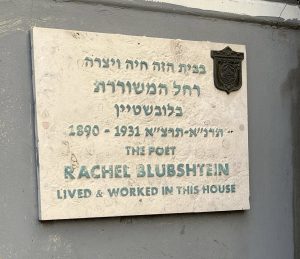 בבית הזה חיה ויצרה
רחל המשוררת
בלובשטיין
תרנ"א-תרצ"א 1931 - 1890
THE POET
RACHEL BLUBSHTEIN
LIVED & WORKED IN THIS HOUSE